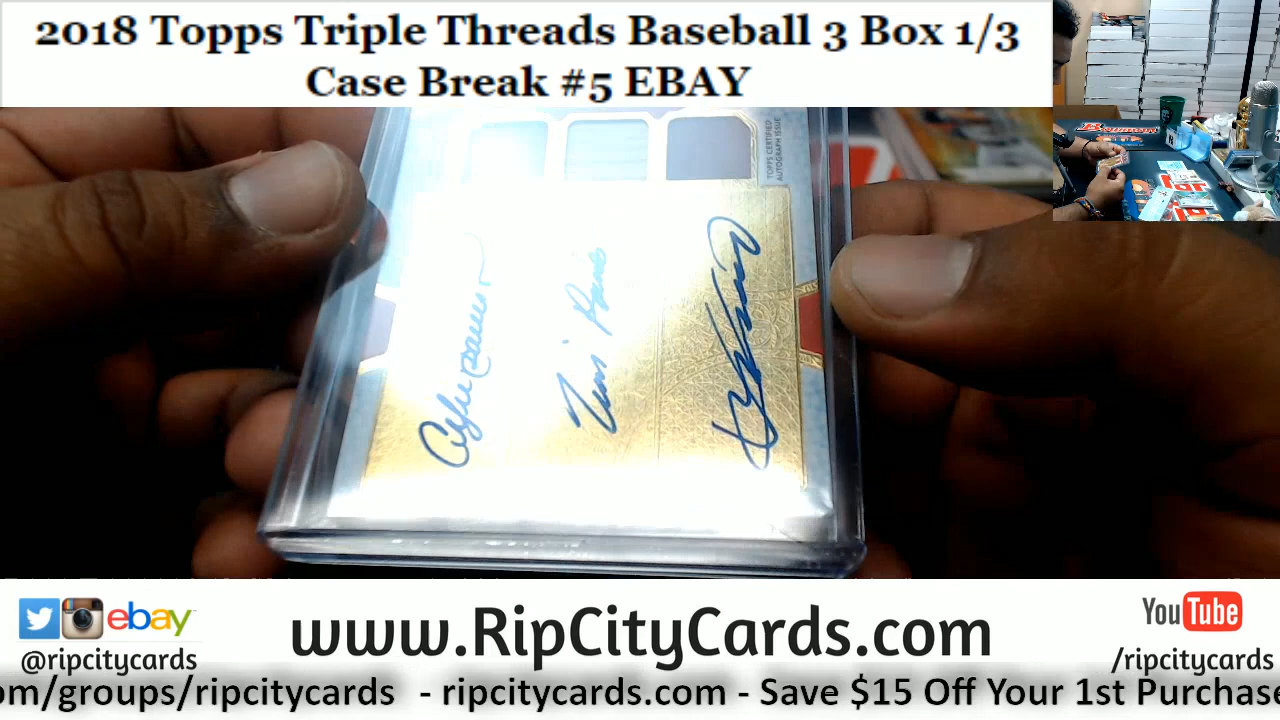 2018 Topps Triple Threads Baseball 3 Box 1/3
Case Break #5 EBAY
TOPPS CERTIFIED
AUTOGRAPH ISSUE
ebay
@ripcitycards
www.RipCityCards.com
YouTube
/ripcitycards
om/groups/ripcitycards - ripcitycards.com - Save $15 Off Your 1st Purchase